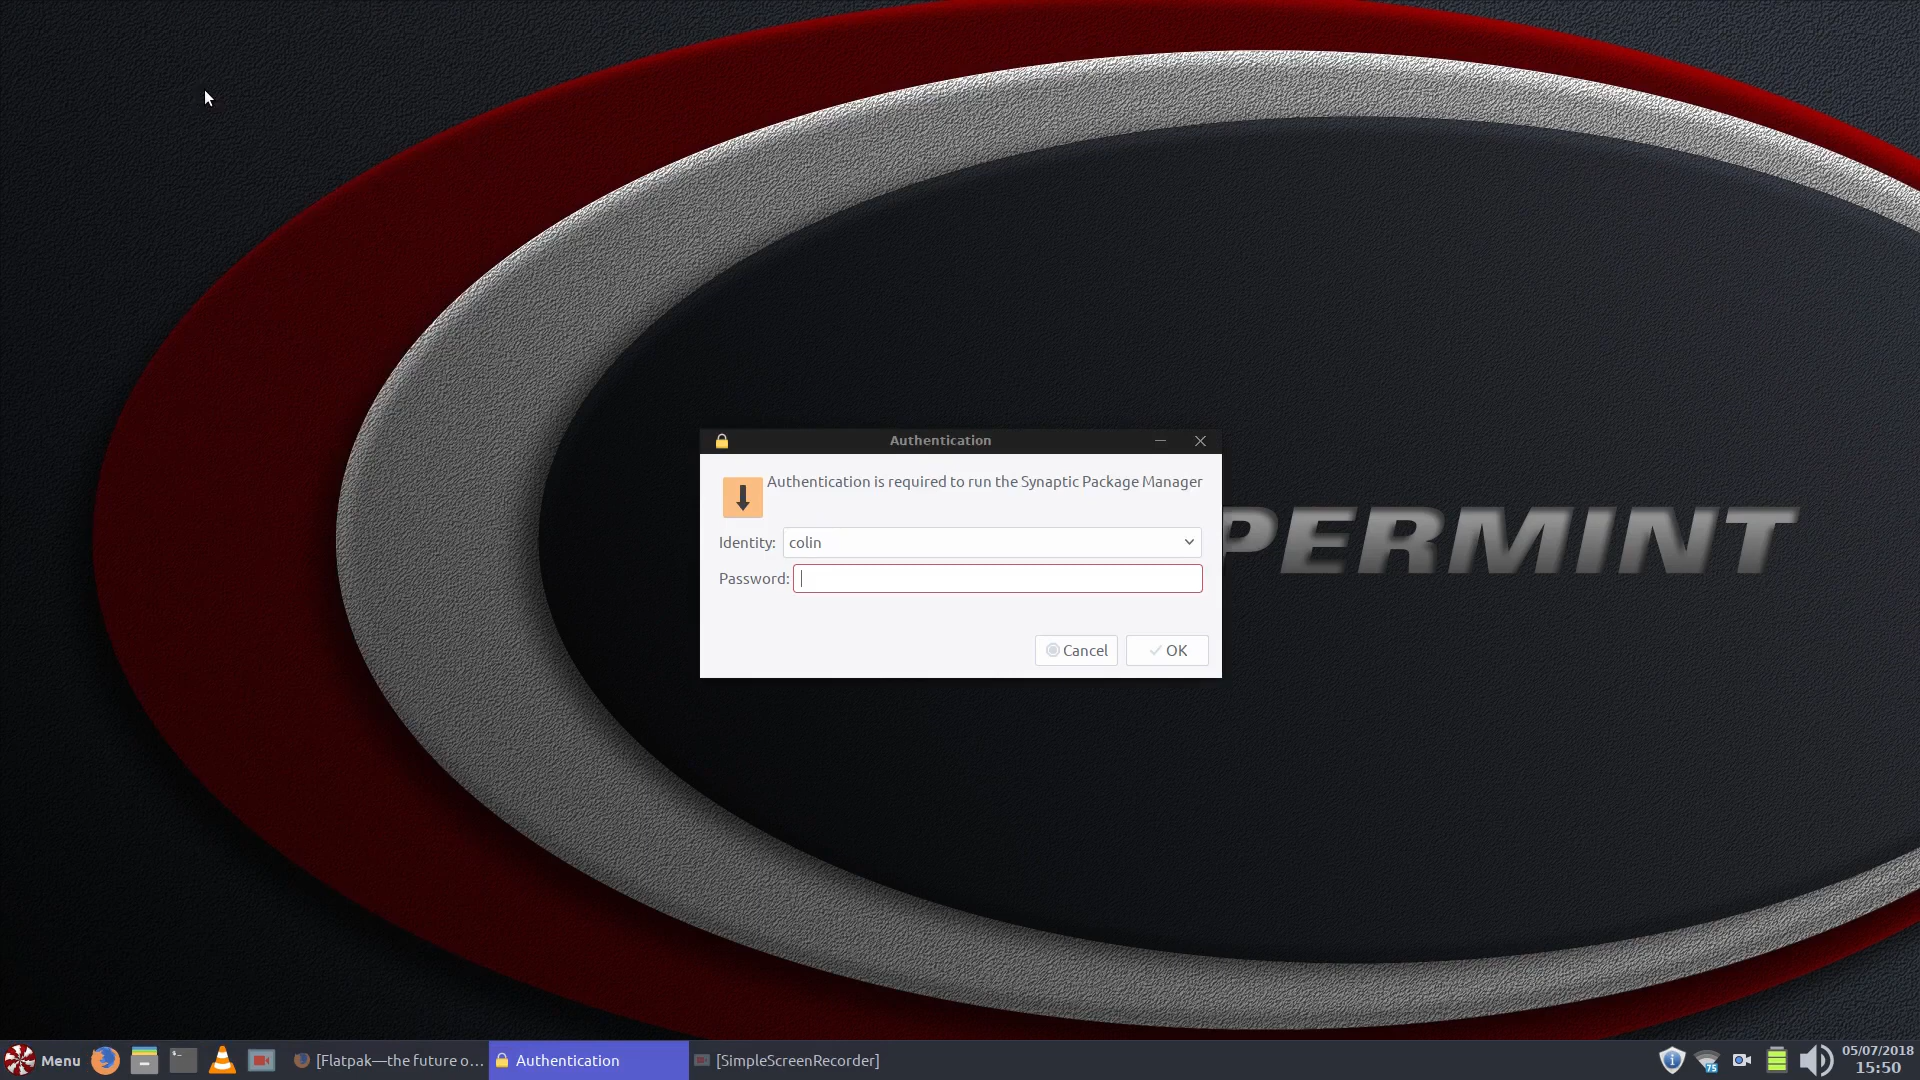 Authentication
Authentication is required to run the Synaptic Package Manager
Identity: colin
Password:
Cancel
OK
PERMINT
Menu
[Flatpak—the future o...
Authentication
[SimpleScreenRecorder]
75
05/07/2018
15:50